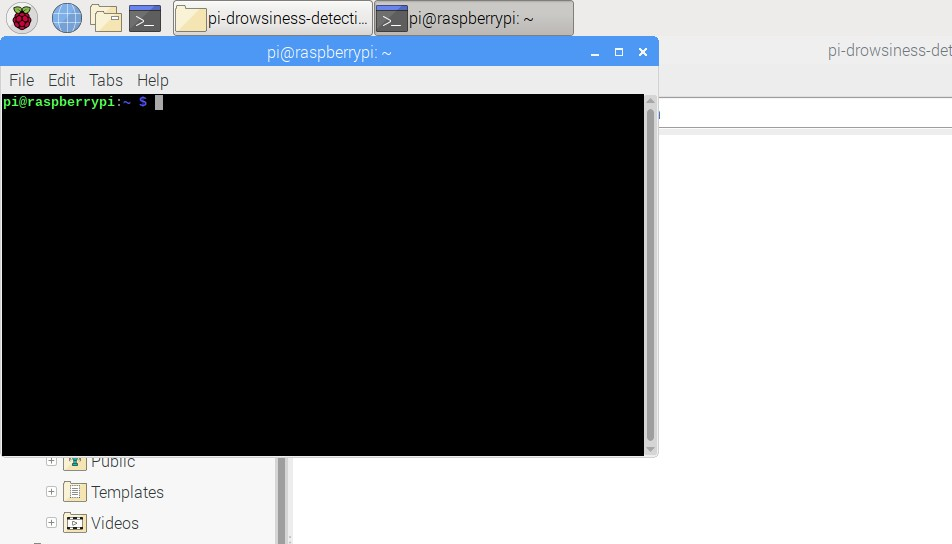 pi-drowsiness-detecti... pi@raspberrypi: ~
pi@raspberrypi: ~
pi-drowsiness-det
File Edit Tabs Help
pi@raspberrypi:~ $
Public
Templates
Videos